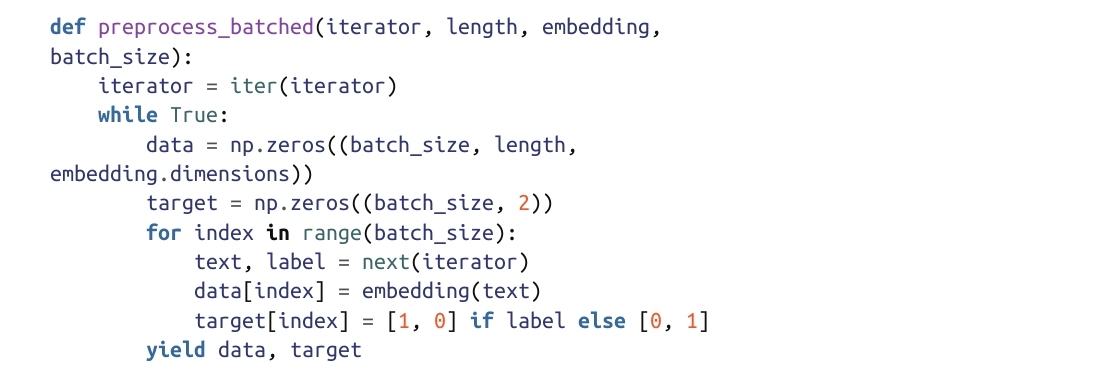 def preprocess_batched(iterator, length, embedding,
batch_size):
    iterator = iter(iterator)
    while True:
        data = np.zeros((batch_size, length,
embedding.dimensions))
        target = np.zeros((batch_size, 2))
        for index in range(batch_size):
            text, label = next(iterator)
            data[index] = embedding(text)
            target[index] = [1, 0] if label else [0, 1]
        yield data, target